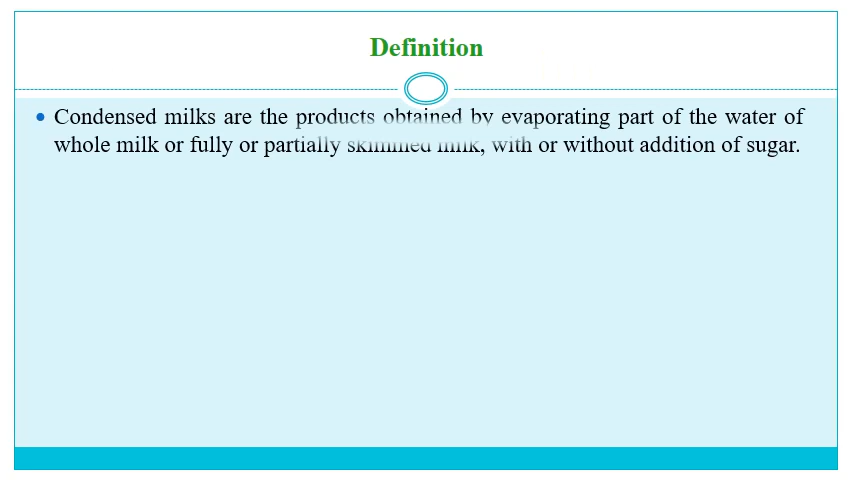 Definition
Condensed milks are the products obtained by evaporating part of the water of
whole milk or fully or partially skimmed milk, with or without addition of sugar.